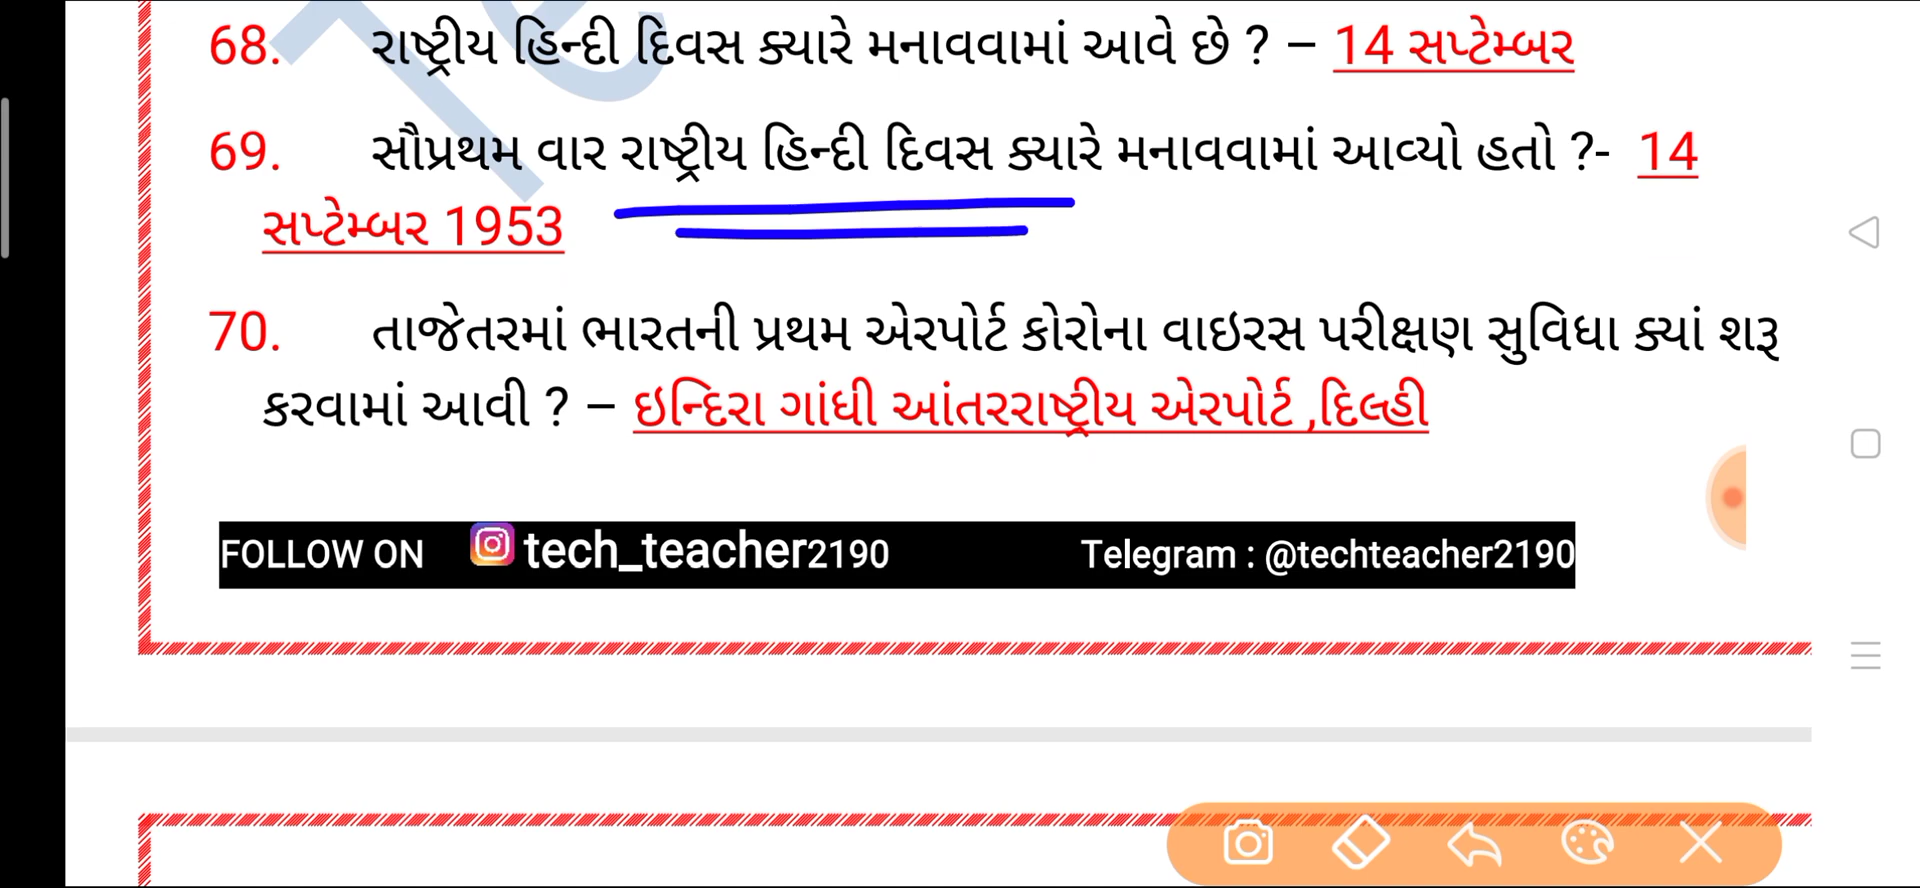 68. રાષ્ટ્રીય હિન્દી દિવસ ક્યારે મનાવવામાં આવે છે ? – 14 સપ્ટેમ્બર
69. સૌપ્રથમ વાર રાષ્ટ્રીય હિન્દી દિવસ ક્યારે મનાવવામાં આવ્યો હતો ?- 14
સપ્ટેમ્બર 1953
70. તાજેતરમાં ભારતની પ્રથમ એરપોર્ટ કોરોના વાઇરસ પરીક્ષણ સુવિધા ક્યાં શરૂ
કરવામાં આવી ? – ઇન્દિરા ગાંધી આંતરરાષ્ટ્રીય એરપોર્ટ ,દિલ્હી
FOLLOW ON tech_teacher2190 Telegram : @techteacher2190